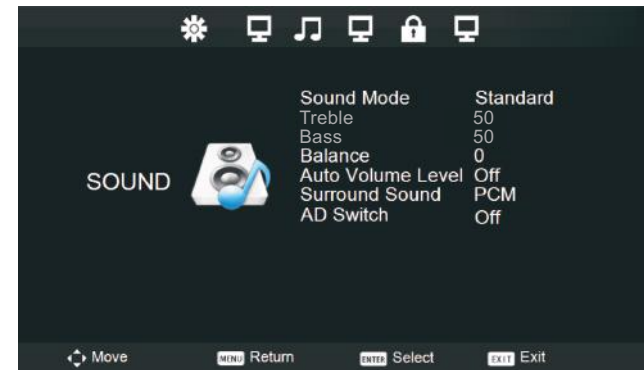 Sound Mode Standard
Treble 50
Bass 50
Balance 0
SOUND
Auto Volume Level Off
Surround Sound PCM
AD Switch Off
Move MENU Return ENTER Select EXIT Exit